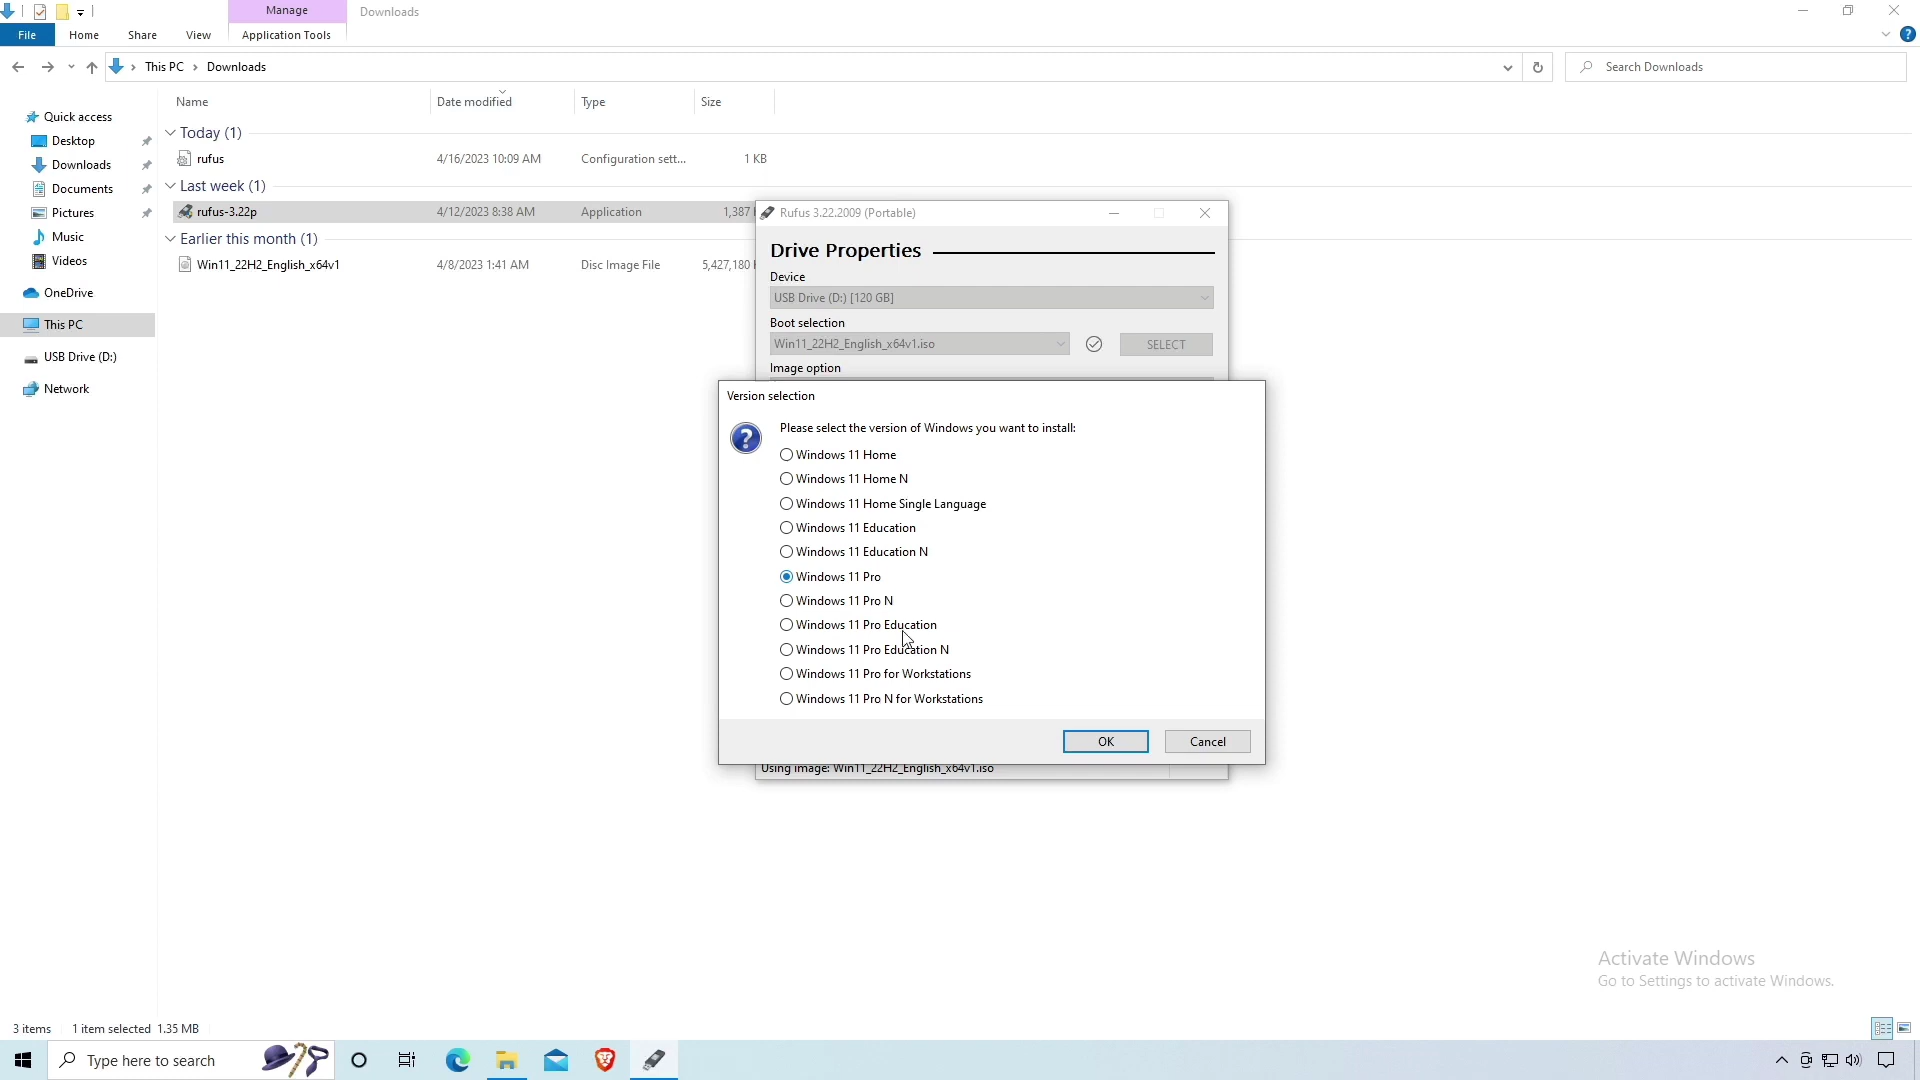 Manage
Downloads
File
Home
Share
View
Application Tools
This PC
Downloads
Search Downloads
Name
Date modified
Type
Size
Quick access
Desktop
Downloads
Documents
Pictures
Music
Videos
OneDrive
This PC
USB Drive (D:)
Network
Today (1)
rufus 4/16/2023 10:09 AM Configuration sett... 1 KB
Last week (1)
rufus-3.22p 4/12/2023 8:38 AM Application 1,387
Earlier this month (1)
Win11_22H2_English_x64v1 4/8/2023 1:41 AM Disc Image File 5,427,180
Rufus 3.22.2009 (Portable)
Drive Properties
Device
USB Drive (D:) [120 GB]
Boot selection
Win11_22H2_English_x64v1.iso
SELECT
Image option
Version selection
Please select the version of Windows you want to install:
Windows 11 Home
Windows 11 Home N
Windows 11 Home Single Language
Windows 11 Education
Windows 11 Education N
Windows 11 Pro
Windows 11 Pro N
Windows 11 Pro Education
Windows 11 Pro Education N
Windows 11 Pro for Workstations
Windows 11 Pro N for Workstations
OK
Cancel
Using image: Win11_22H2_English_x64v1.iso
Activate Windows
Go to Settings to activate Windows.
3 items 1 item selected 1.35 MB
Type here to search